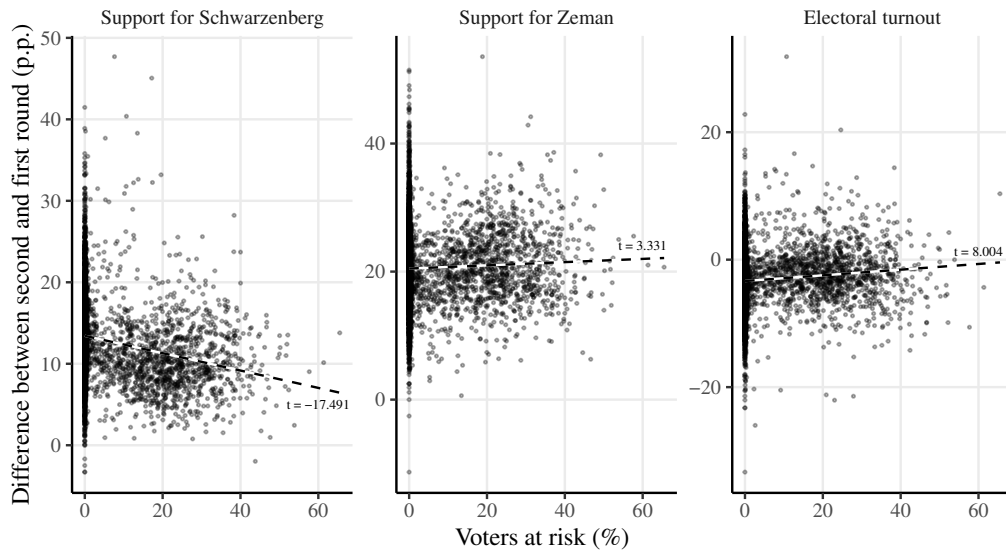 Support for Schwarzenberg
Support for Zeman
Electoral turnout
Difference between second and first round (p.p.)
50
40
30
20
10
0
t = −17.491
0 20 40 60
40
20
0
t = 3.331
0 20 40 60
20
0
−20
t = 8.004
0 20 40 60
Voters at risk (%)